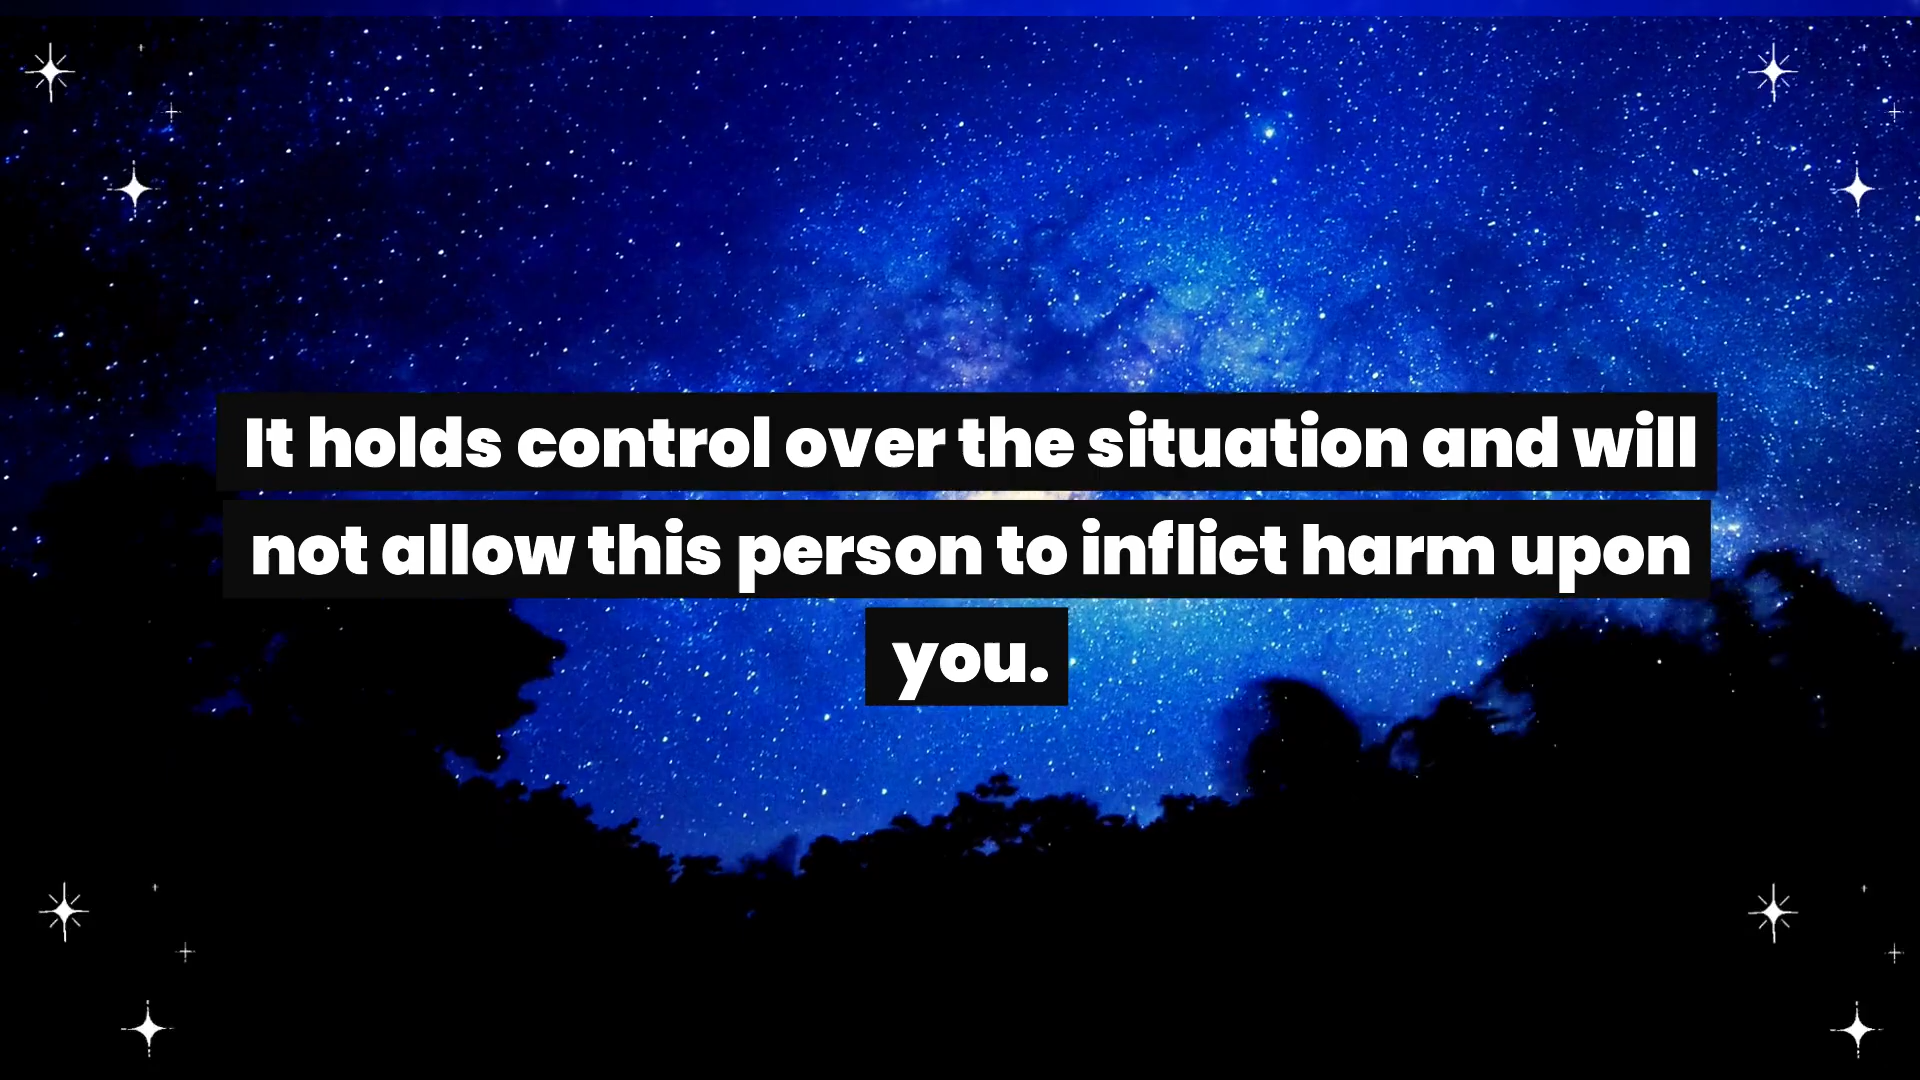 It holds control over the situation and will
not allow this person to inflict harm upon
you.